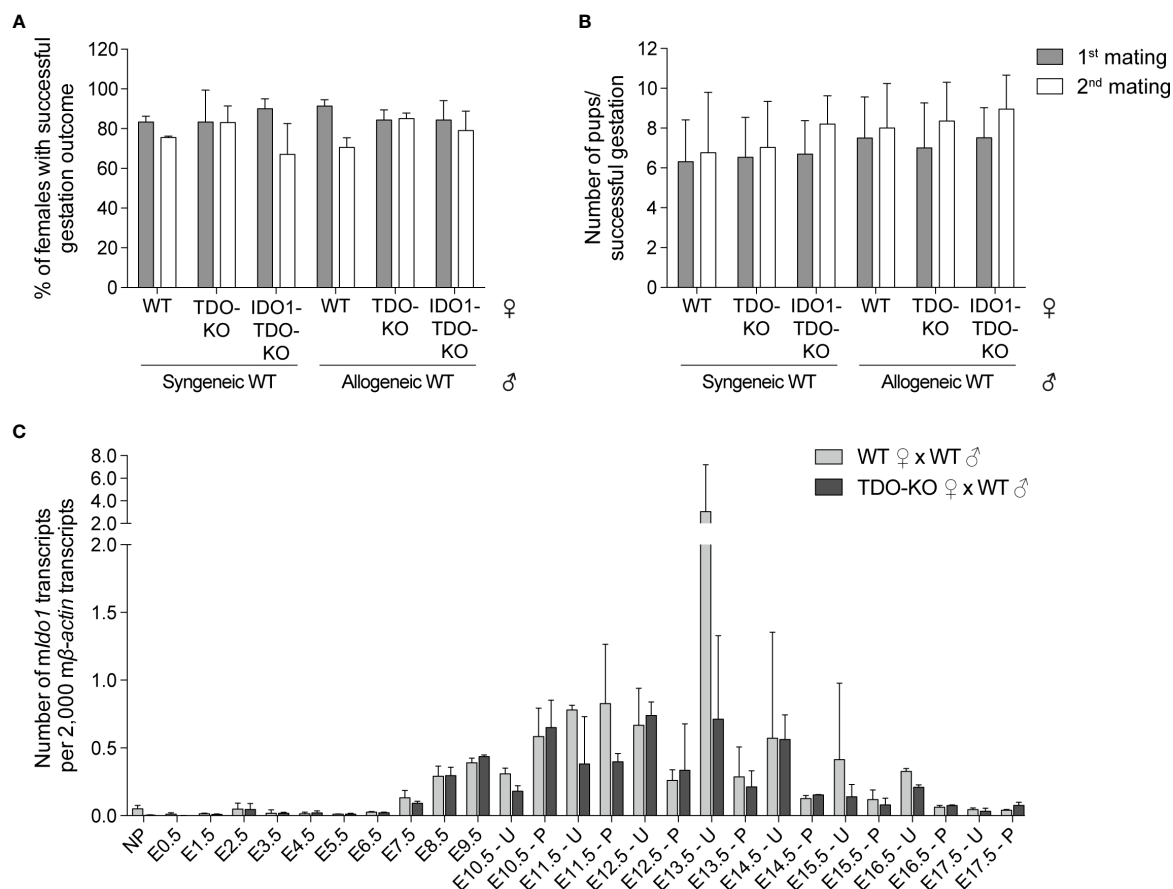 A
% of females with successful
gestation outcome
120
100
80
60
40
20
0
WT
TDO-
KO
IDO1-
TDO-
KO
WT
TDO-
KO
IDO1-
TDO-
KO
♀
Syngeneic WT
Allogeneic WT
♂
B
Number of pups/
successful gestation
12
10
8
6
4
2
0
WT
TDO-
KO
IDO1-
TDO-
KO
WT
TDO-
KO
IDO1-
TDO-
KO
♀
Syngeneic WT
Allogeneic WT
♂
1st mating
2nd mating
C
Number of mIdo1 transcripts
per 2,000 mβ-actin transcripts
8.0
6.0
4.0
2.0
2.0
1.5
1.0
0.5
0.0
WT ♀ x WT ♂
TDO-KO ♀ x WT ♂
NP
E0.5
E1.5
E2.5
E3.5
E4.5
E5.5
E6.5
E7.5
E8.5
E9.5
E10.5 - U
E10.5 - P
E11.5 - U
E11.5 - P
E12.5 - U
E12.5 - P
E13.5 - U
E13.5 - P
E14.5 - U
E14.5 - P
E15.5 - U
E15.5 - P
E16.5 - U
E16.5 - P
E17.5 - U
E17.5 - P